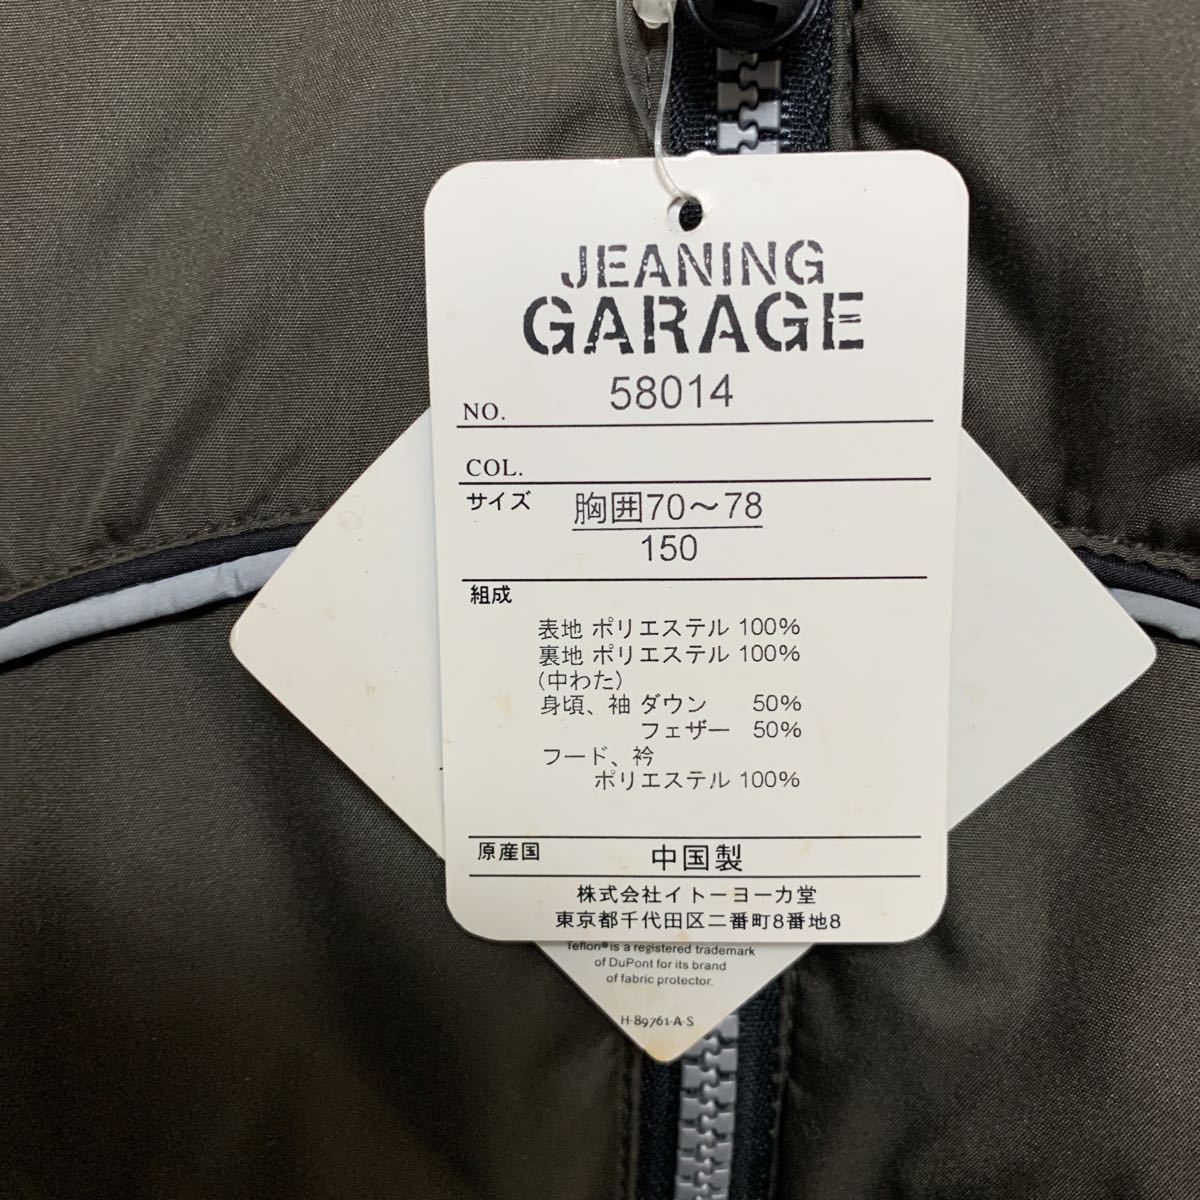 JEANING
GARAGE
NO. 58014
COL.
サイズ 胸囲70～78
150
組成
表地 ポリエステル 100%
裏地 ポリエステル 100%
(中わた)
身頃、袖 ダウン 50%
フェザー 50%
フード、衿
ポリエステル 100%
原産国 中国製
株式会社イトーヨーカ堂
東京都千代田区二番町8番地8
Teflon® is a registered trademark
of DuPont for its brand
of fabric protector.
H-89761-A-S